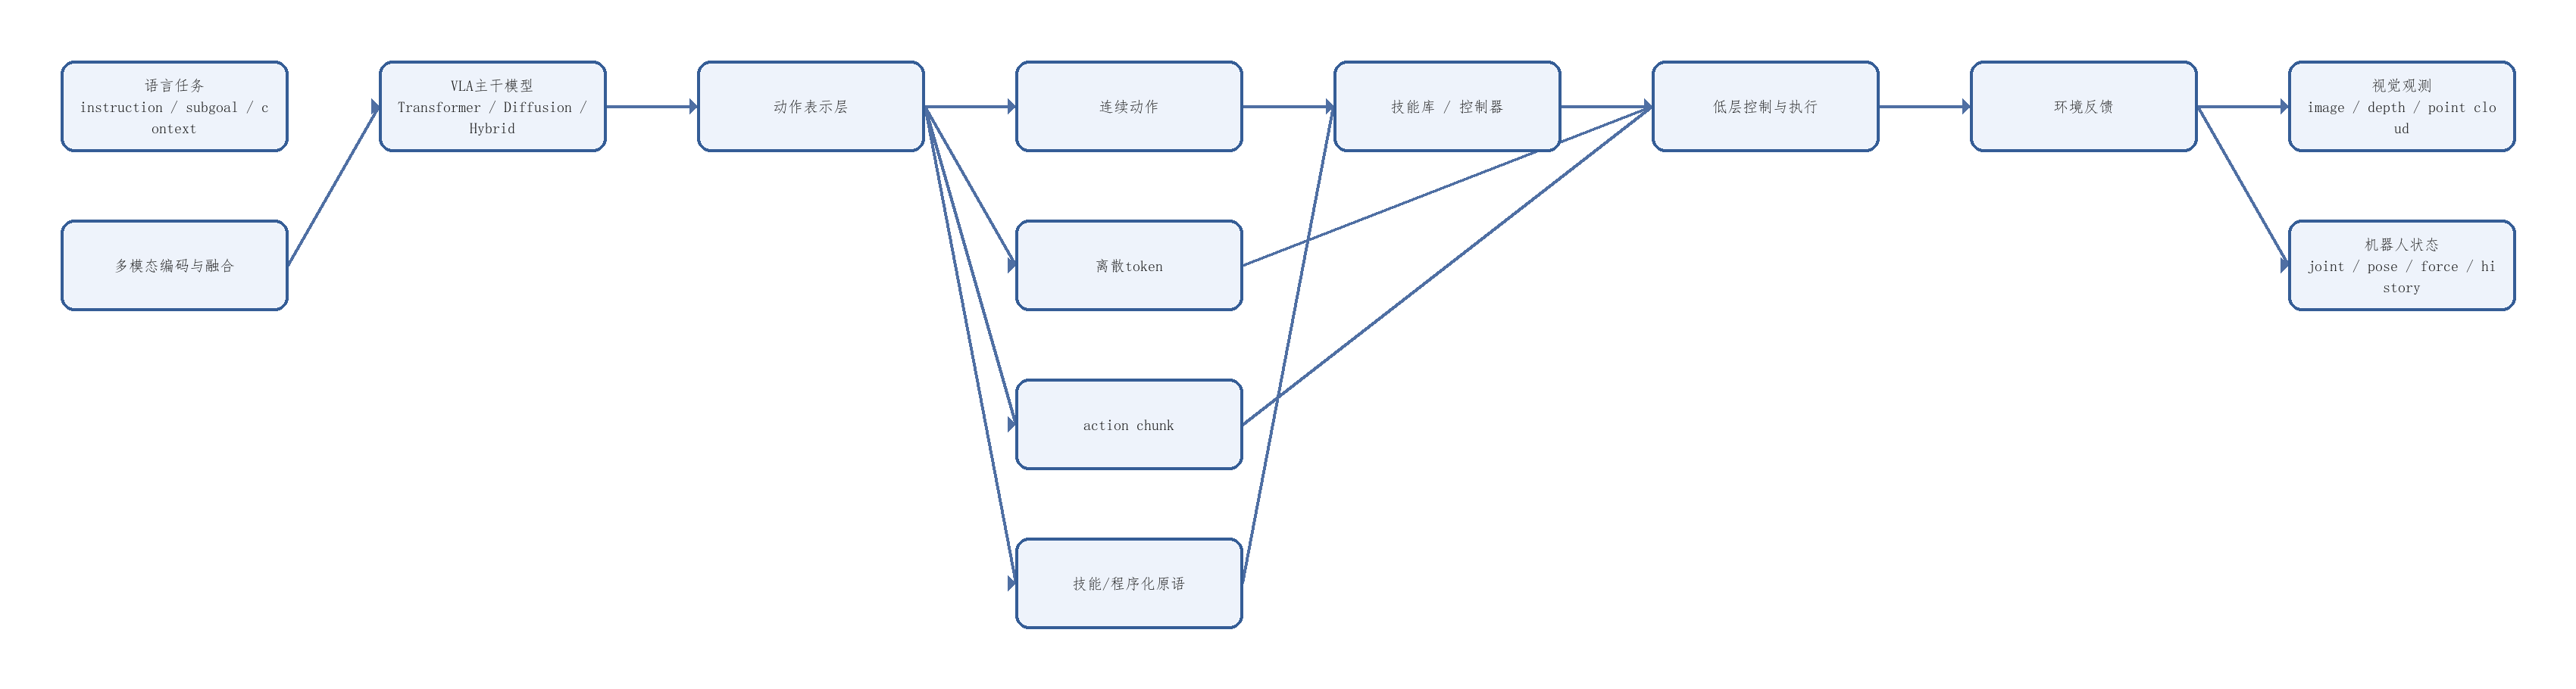 语言任务
instruction / subgoal / c
ontext
VLA主干模型
Transformer / Diffusion /
Hybrid
动作表示层
连续动作
技能库 / 控制器
低层控制与执行
环境反馈
视觉观测
image / depth / point clo
ud
多模态编码与融合
离散token
机器人状态
joint / pose / force / hi
story
action chunk
技能/程序化原语